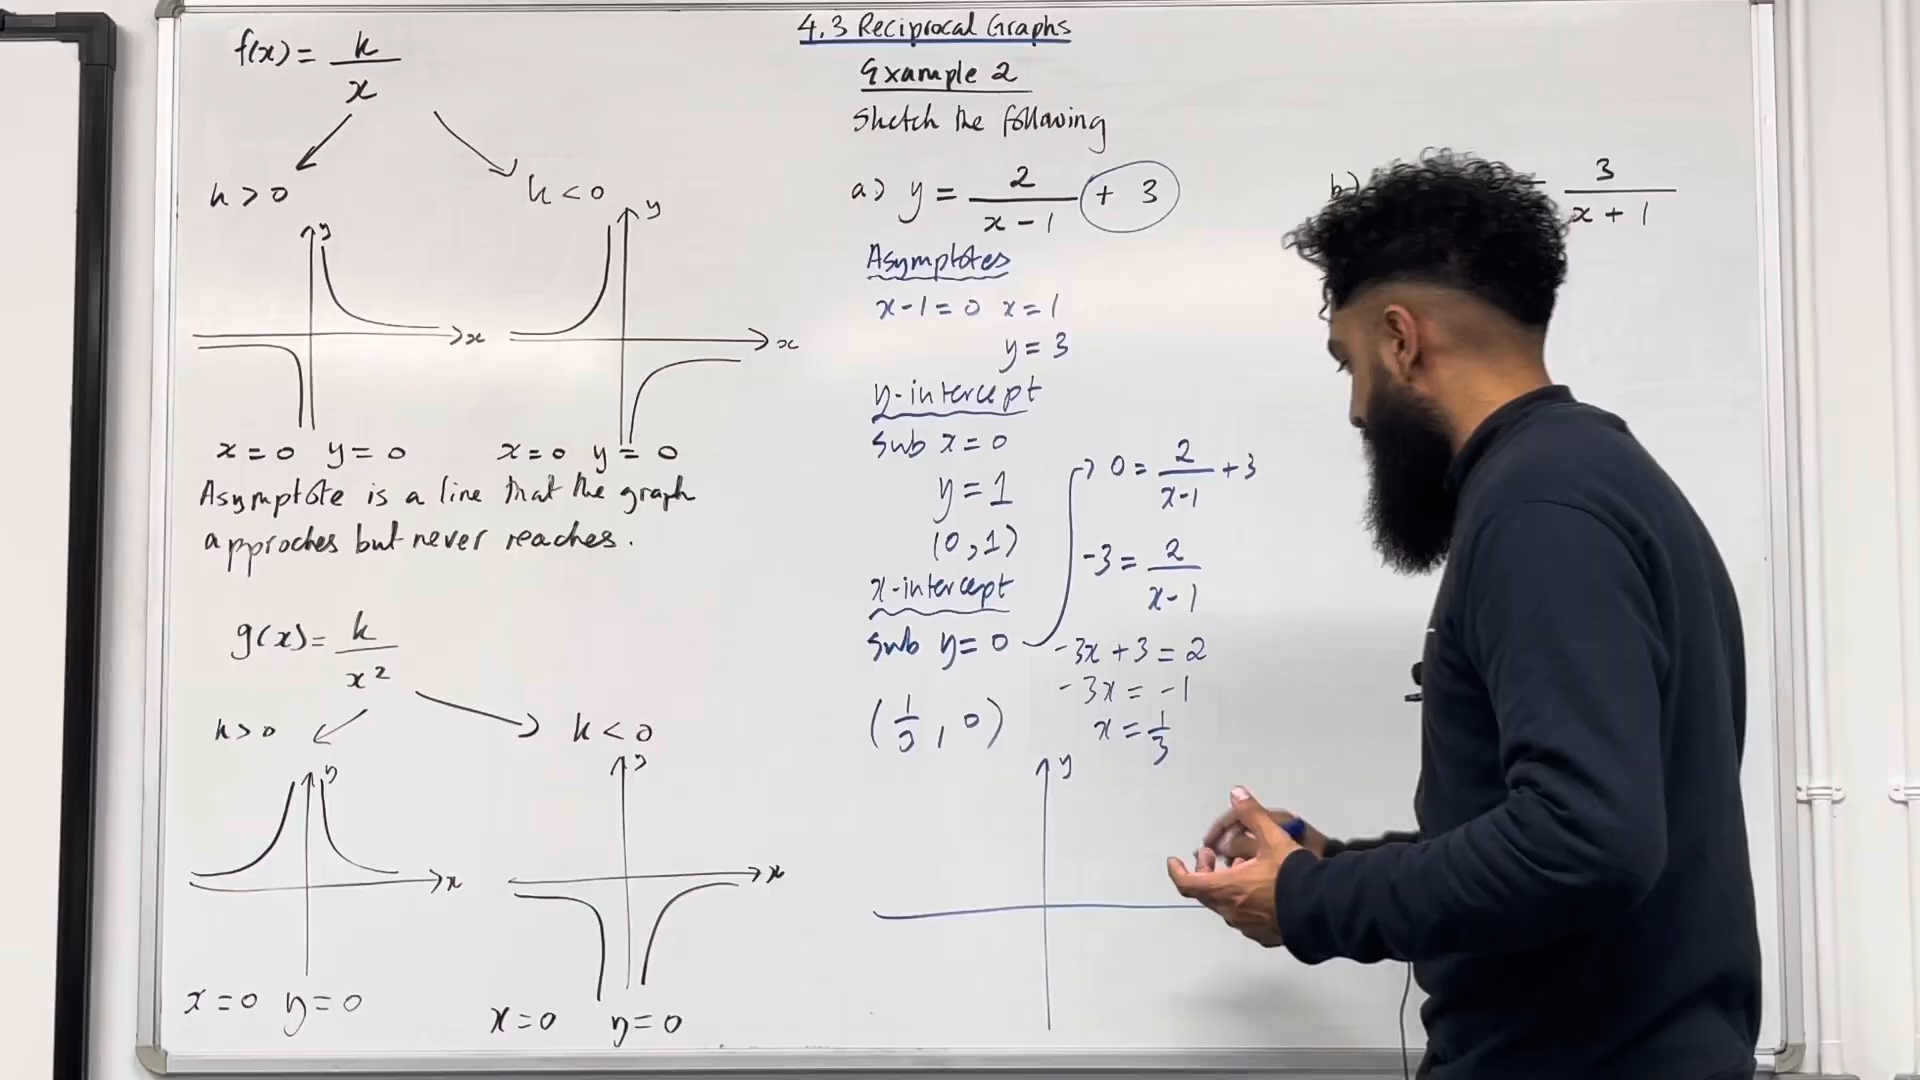 f(x) = k/x
k > 0
k < 0
y
x
y
x
x = 0 y = 0
x = 0 y = 0
Asymptote is a line that the graph
approches but never reaches.
g(x) = k/x²
k > 0
k < 0
y
x
y
x
x = 0 y = 0
x = 0 y = 0
4.3 Reciprocal Graphs
Example 2
Sketch the following
a) y = 2/(x - 1) + 3
Asymptotes
x - 1 = 0 x = 1
y = 3
y-intercept
sub x = 0
y = 1
(0, 1)
x-intercept
sub y = 0
(1/3, 0)
0 = 2/(x-1) + 3
-3 = 2/(x-1)
-3x + 3 = 2
-3x = -1
x = 1/3
y
b)
3/(x + 1)